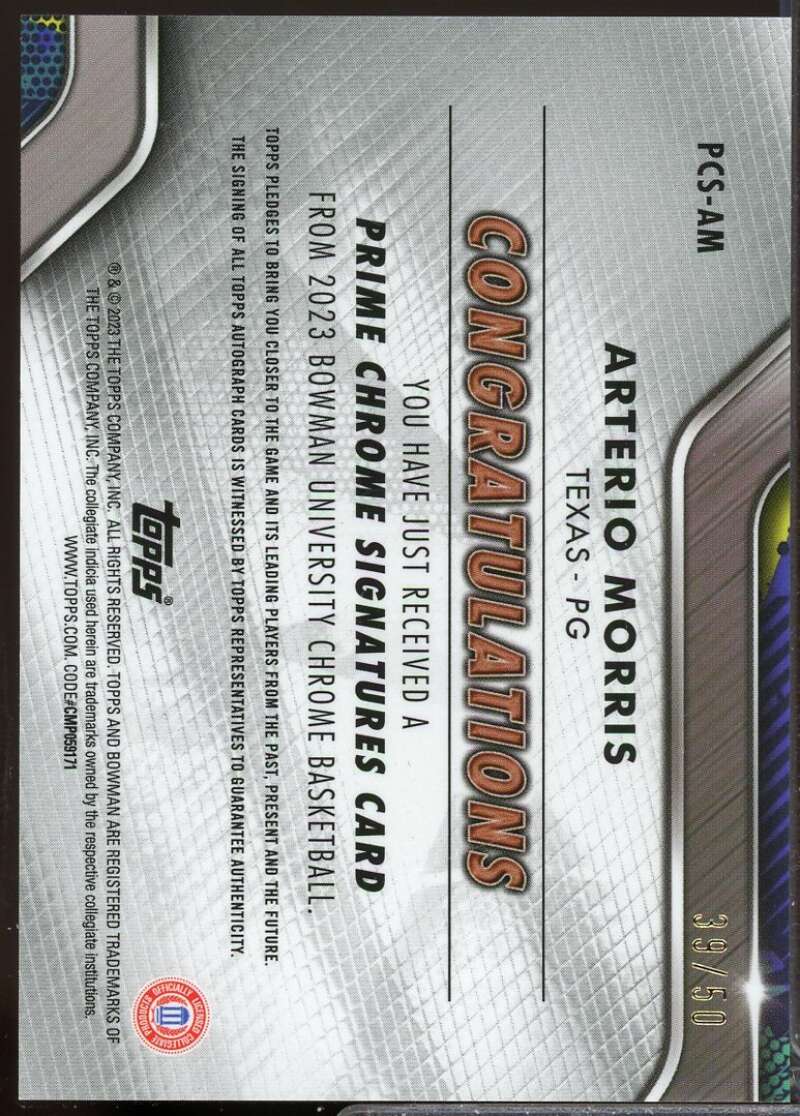 PCS-AM
39/50
ARTERIO MORRIS
TEXAS - PG
CONGRATULATIONS
YOU HAVE JUST RECEIVED A
PRIME CHROME SIGNATURES CARD
FROM 2023 BOWMAN UNIVERSITY CHROME BASKETBALL.
TOPPS PLEDGES TO BRING YOU CLOSER TO THE GAME AND ITS LEADING PLAYERS FROM THE PAST, PRESENT AND THE FUTURE.
THE SIGNING OF ALL TOPPS AUTOGRAPH CARDS IS WITNESSED BY TOPPS REPRESENTATIVES TO GUARANTEE AUTHENTICITY.
topps®
® & © 2023 THE TOPPS COMPANY, INC. ALL RIGHTS RESERVED. TOPPS AND BOWMAN ARE REGISTERED TRADEMARKS OF
THE TOPPS COMPANY, INC. The collegiate indicia used herein are trademarks owned by the respective collegiate institutions.
WWW.TOPPS.COM. CODE#CMP059171
OFFICIALLY LICENSED COLLEGIATE PRODUCTS